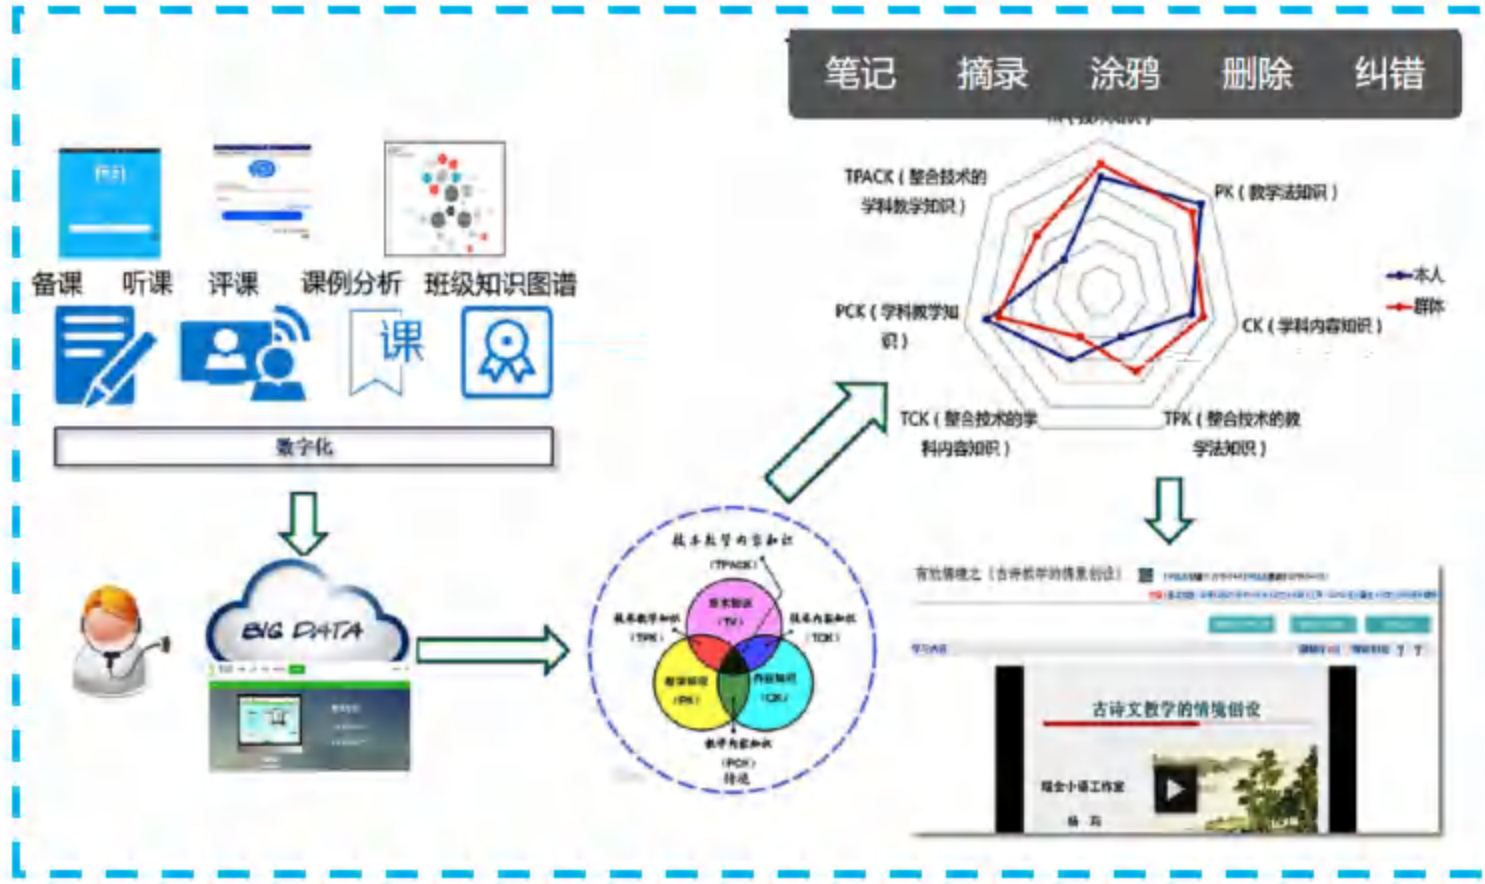 笔记 摘录 涂鸦 删除 纠错
TPACK（整合技术的
学科教学知识）
PK（教学法知识）
本人
群体
CK（学科内容知识）
PCK（学科教学知
识）
TCK（整合技术的学
科内容知识）
TPK（整合技术的教
学法知识）
备课 听课 评课 课例分析 班级知识图谱
课
数字化
BIG DATA
技术教学内容知识
(TPACK)
技术教学知识
(TPK)
技术知识
(TK)
技术内容知识
(TCK)
教学知识
(PK)
内容知识
(CK)
教学内容知识
(PCK)
情境
学习内容
古诗文教学的情境创设